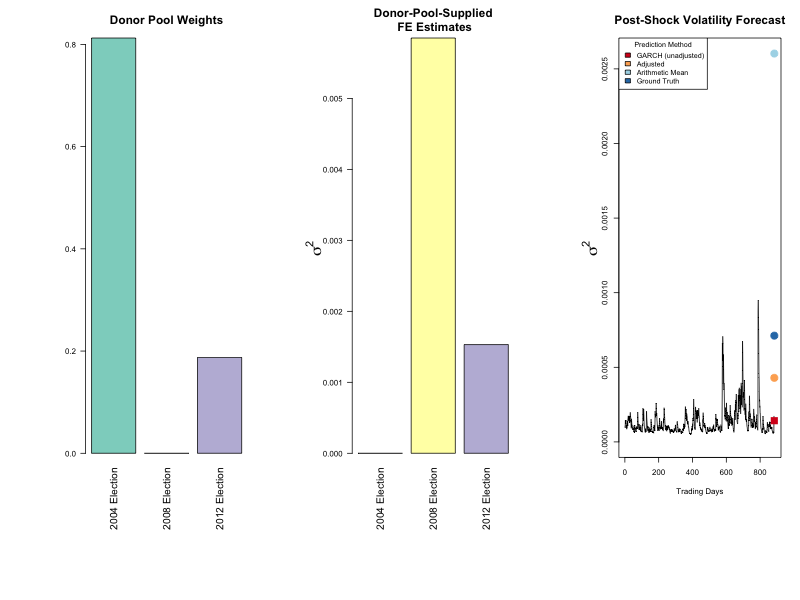 Donor Pool Weights
0.8
0.6
0.4
0.2
0.0
2004 Election
2008 Election
2012 Election
Donor-Pool-Supplied
FE Estimates
σ²
0.005
0.004
0.003
0.002
0.001
0.000
2004 Election
2008 Election
2012 Election
Post-Shock Volatility Forecast
Prediction Method
GARCH (unadjusted)
Adjusted
Arithmetic Mean
Ground Truth
σ²
0.0025
0.0020
0.0015
0.0010
0.0005
0.0000
0
200
400
600
800
Trading Days